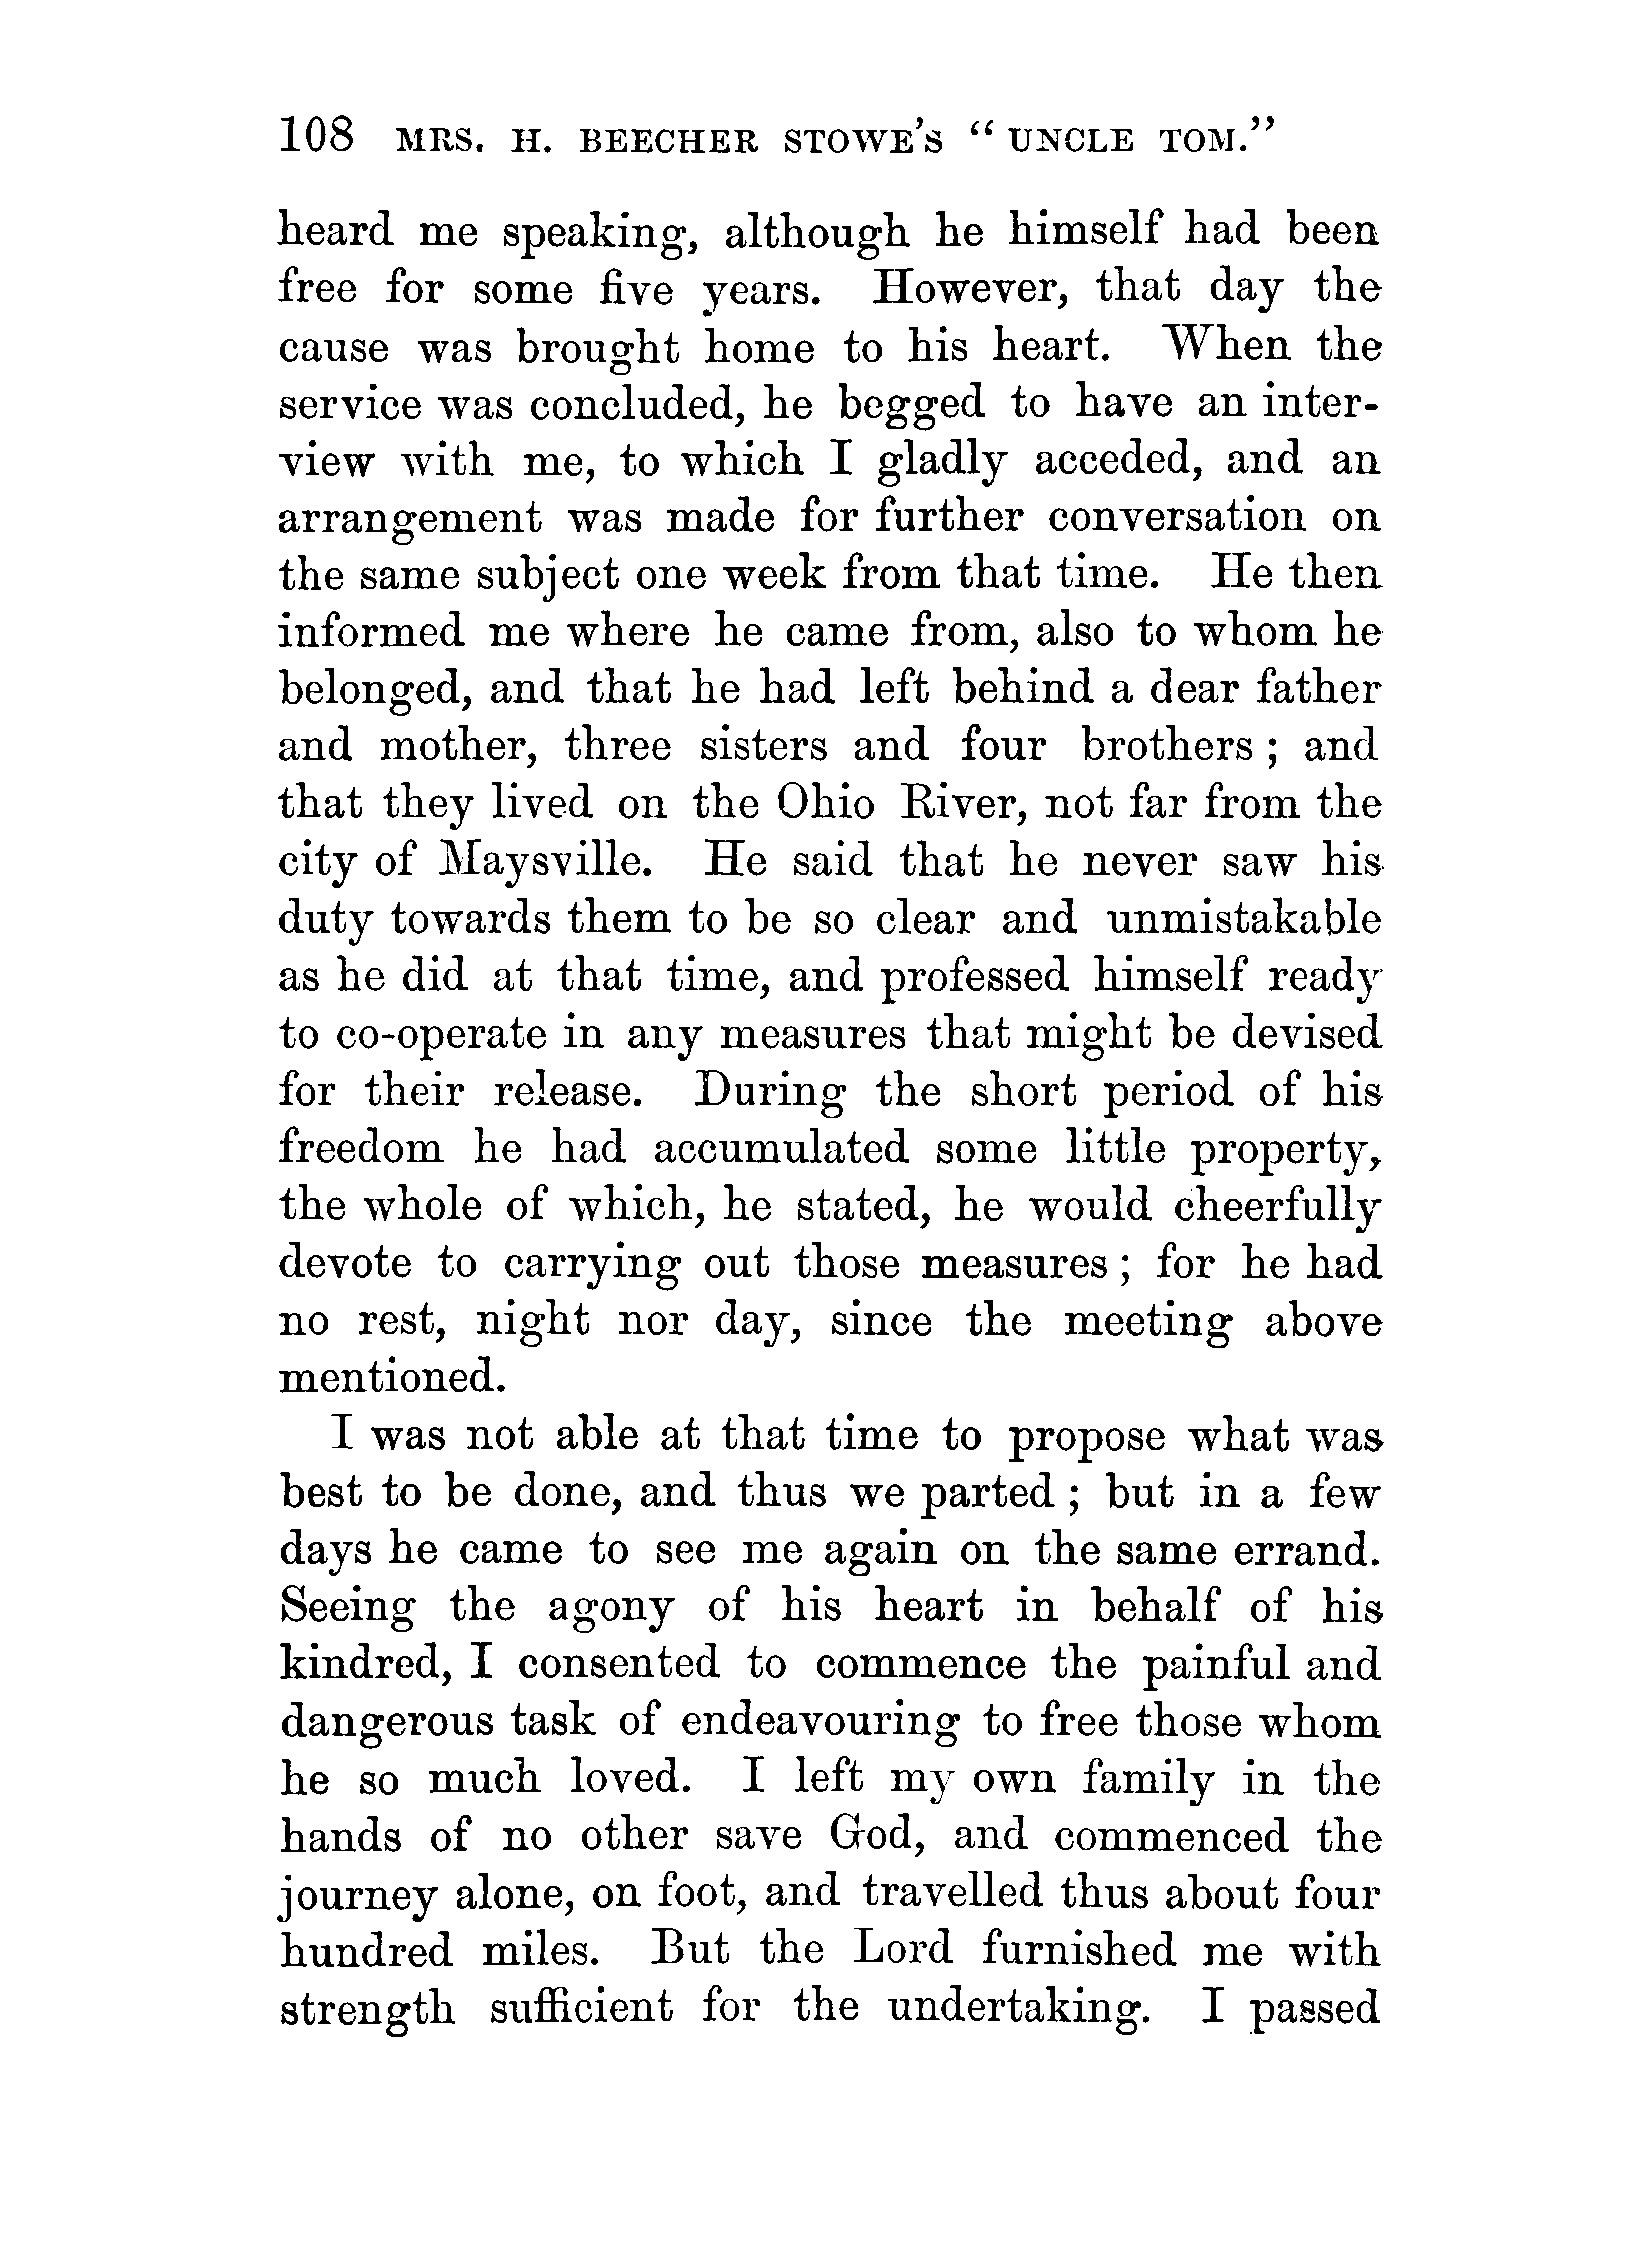 108 MRS. H. BEECHER STOWE'S "UNCLE TOM."
heard me speaking, although he himself had been
free for some five years. However, that day the
cause was brought home to his heart. When the
service was concluded, he begged to have an inter-
view with me, to which I gladly acceded, and an
arrangement was made for further conversation on
the same subject one week from that time. He then
informed me where he came from, also to whom he
belonged, and that he had left behind a dear father
and mother, three sisters and four brothers; and
that they lived on the Ohio River, not far from the
city of Maysville. He said that he never saw his
duty towards them to be so clear and unmistakable
as he did at that time, and professed himself ready
to co-operate in any measures that might be devised
for their release. During the short period of his
freedom he had accumulated some little property,
the whole of which, he stated, he would cheerfully
devote to carrying out those measures; for he had
no rest, night nor day, since the meeting above
mentioned.
I was not able at that time to propose what was
best to be done, and thus we parted; but in a few
days he came to see me again on the same errand.
Seeing the agony of his heart in behalf of his
kindred, I consented to commence the painful and
dangerous task of endeavouring to free those whom
he so much loved. I left my own family in the
hands of no other save God, and commenced the
journey alone, on foot, and travelled thus about four
hundred miles. But the Lord furnished me with
strength sufficient for the undertaking. I passed